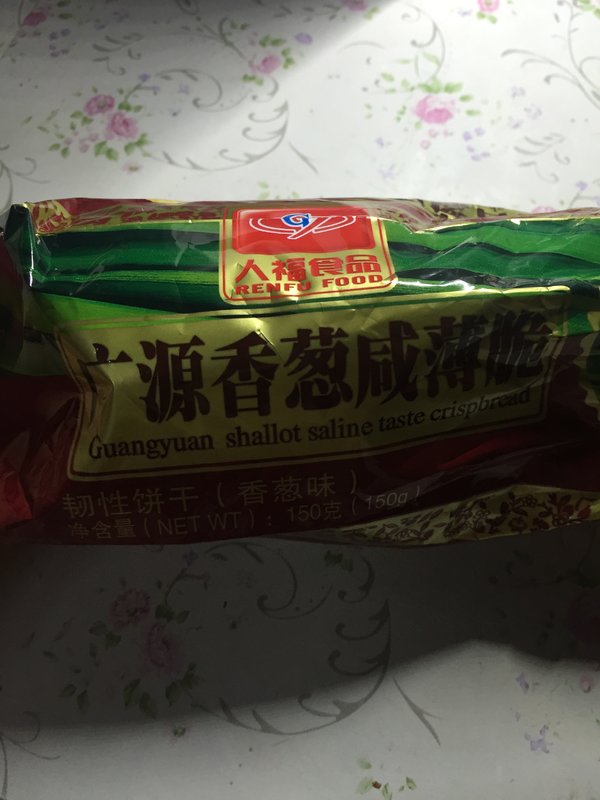 人福食品
RENFU FOOD
广源香葱咸薄脆
Guangyuan shallot saline taste crispbread
韧性饼干（香葱味）
净含量（NET WT）：150克（150g）